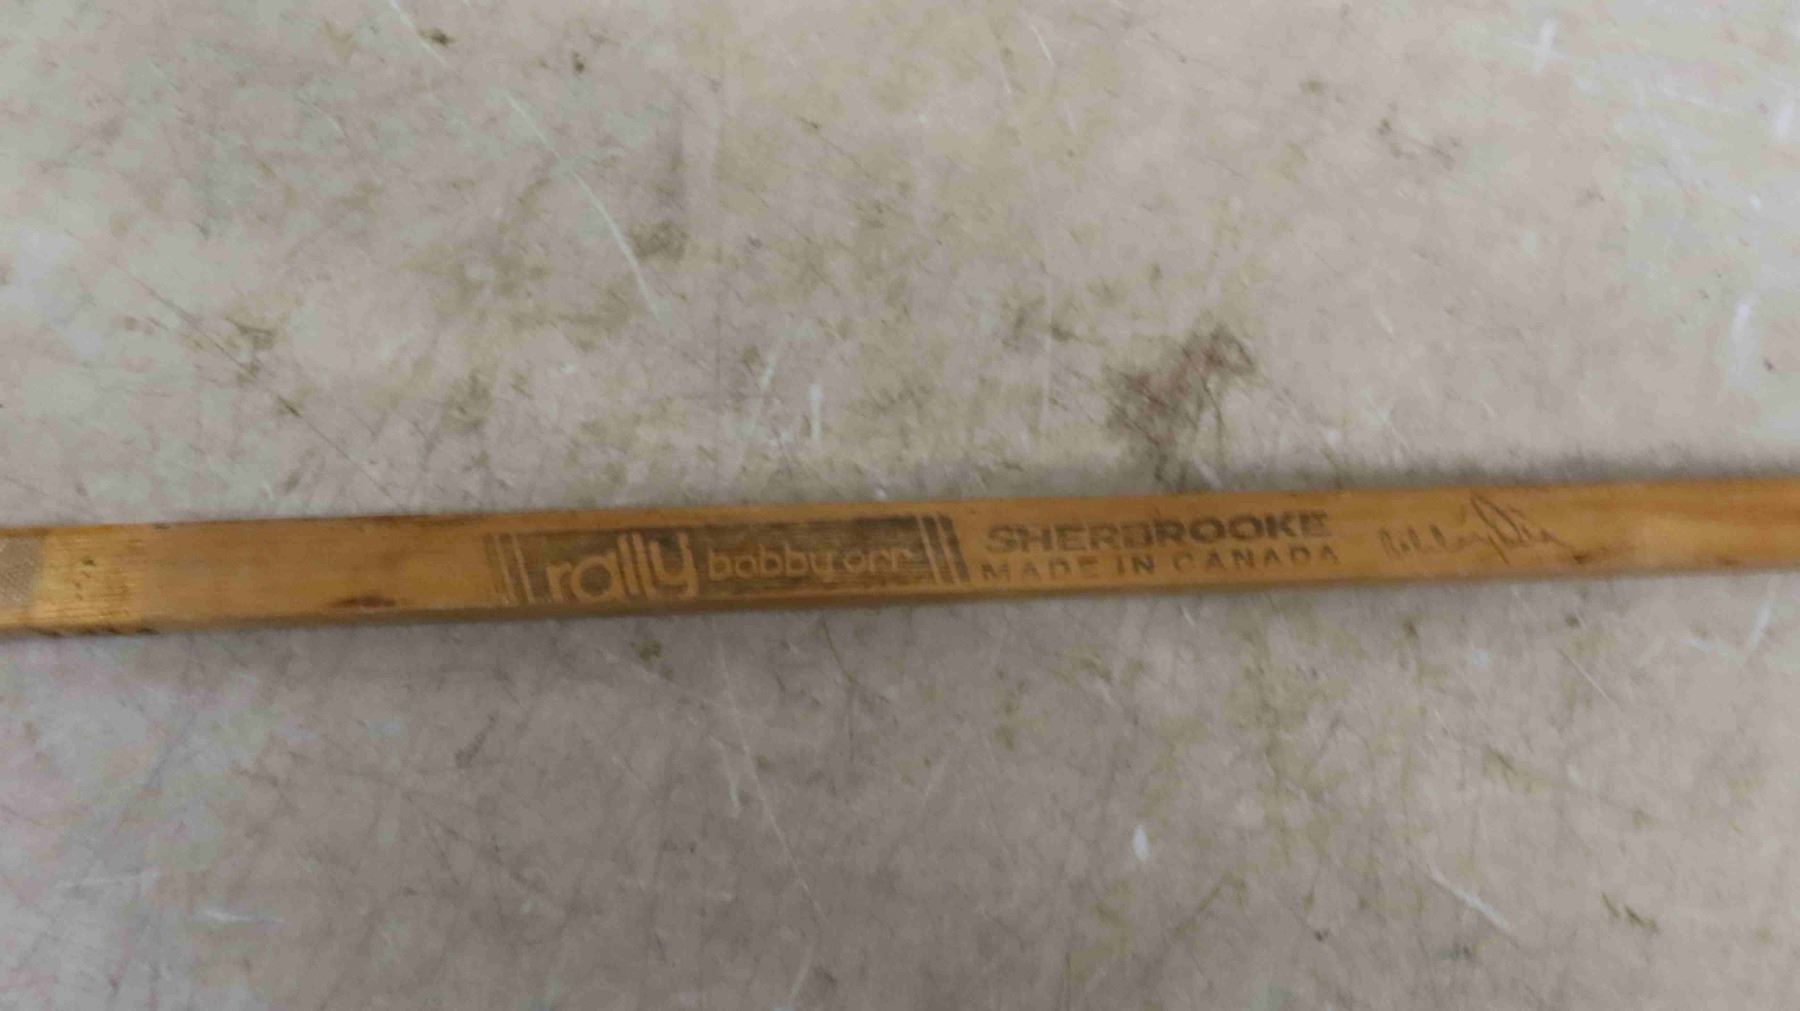 rally bobby orr
SHERBROOKE
MADE IN CANADA